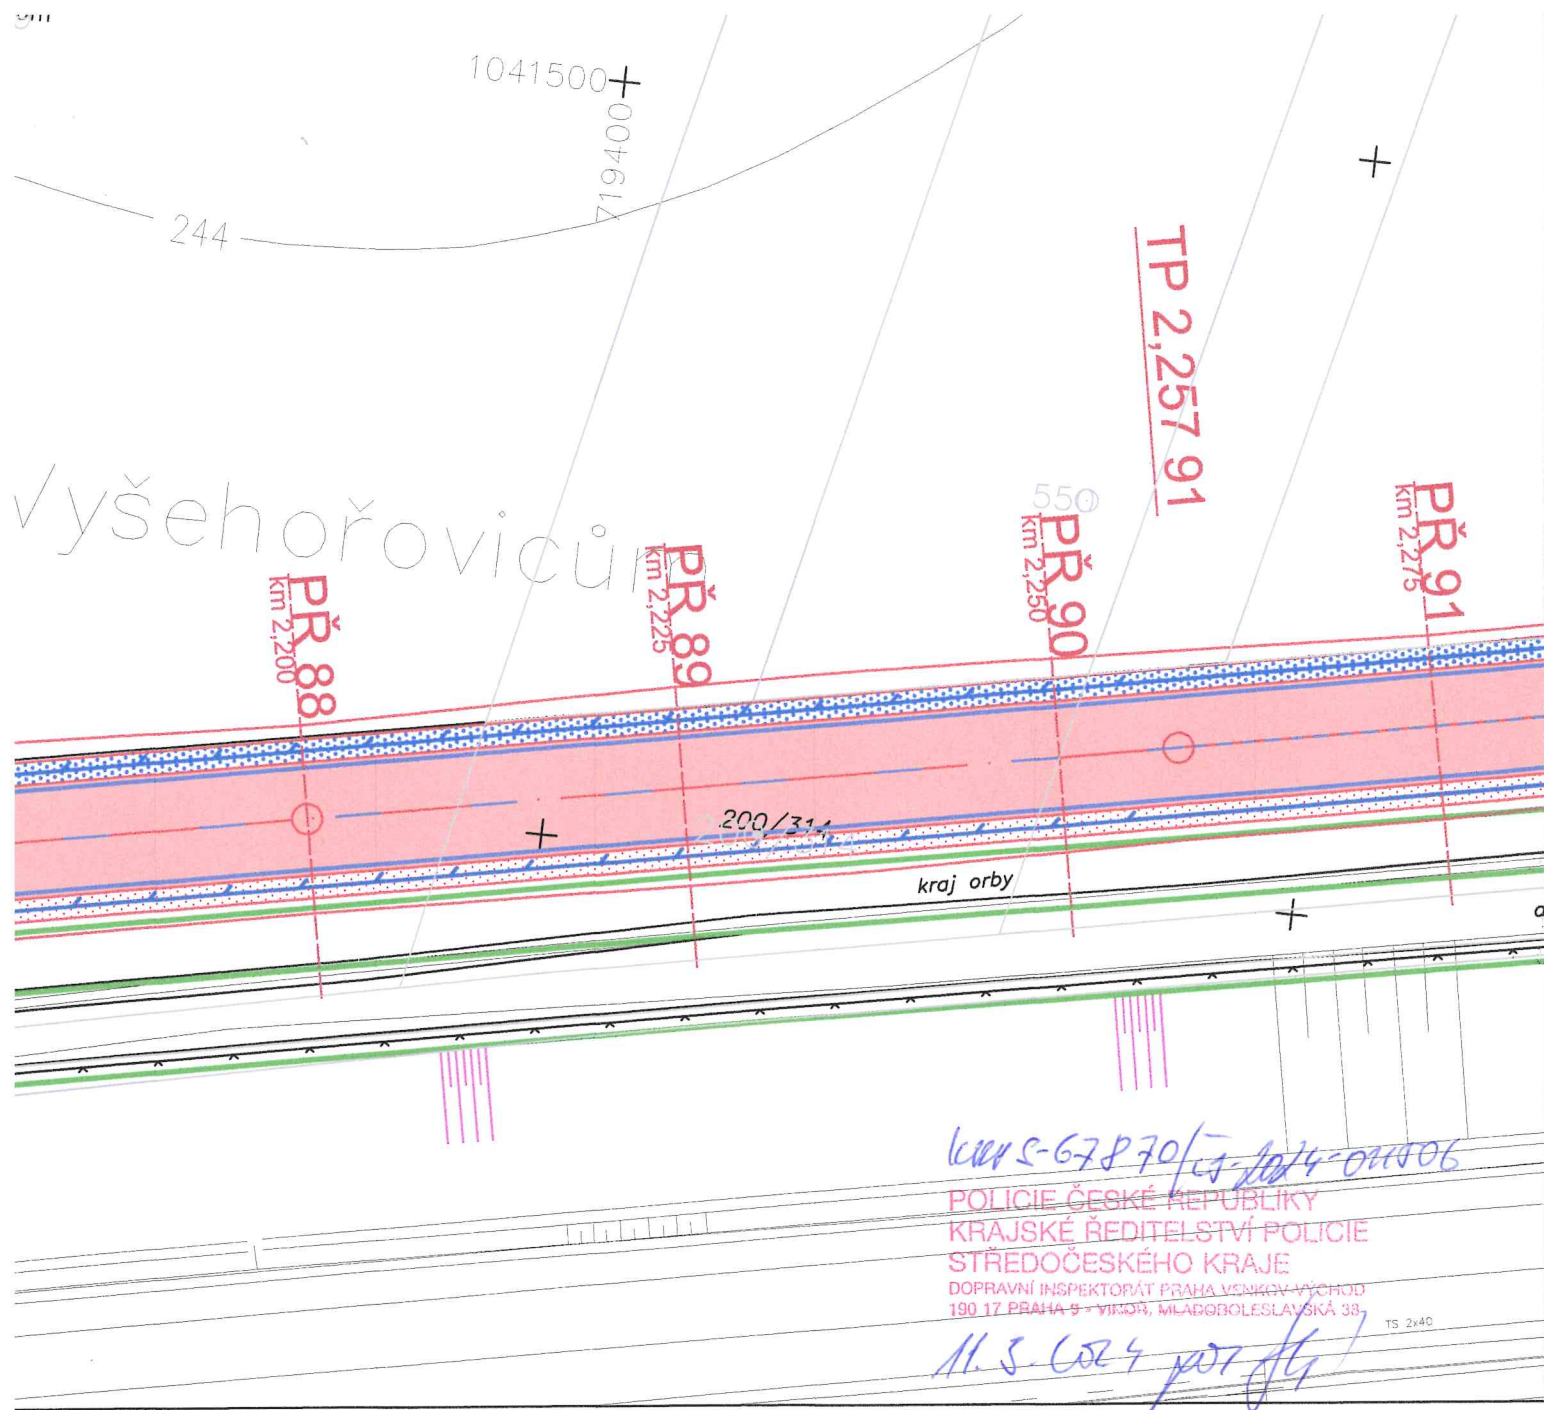 1041500
719400
244
TP 2,257 91
Vyšehořovicům
550
PŘ 88
km 2,200
PŘ 89
km 2,225
PŘ 90
km 2,250
PŘ 91
km 2,275
200/314
kraj orby
POLICIE ČESKÉ REPUBLIKY
KRAJSKÉ ŘEDITELSTVÍ POLICIE
STŘEDOČESKÉHO KRAJE
DOPRAVNÍ INSPEKTORÁT PRAHA VENKOV-VÝCHOD
190 17 PRAHA 9 - VINOŘ, MLADOBOLESLAVSKÁ 38
TS 2x40